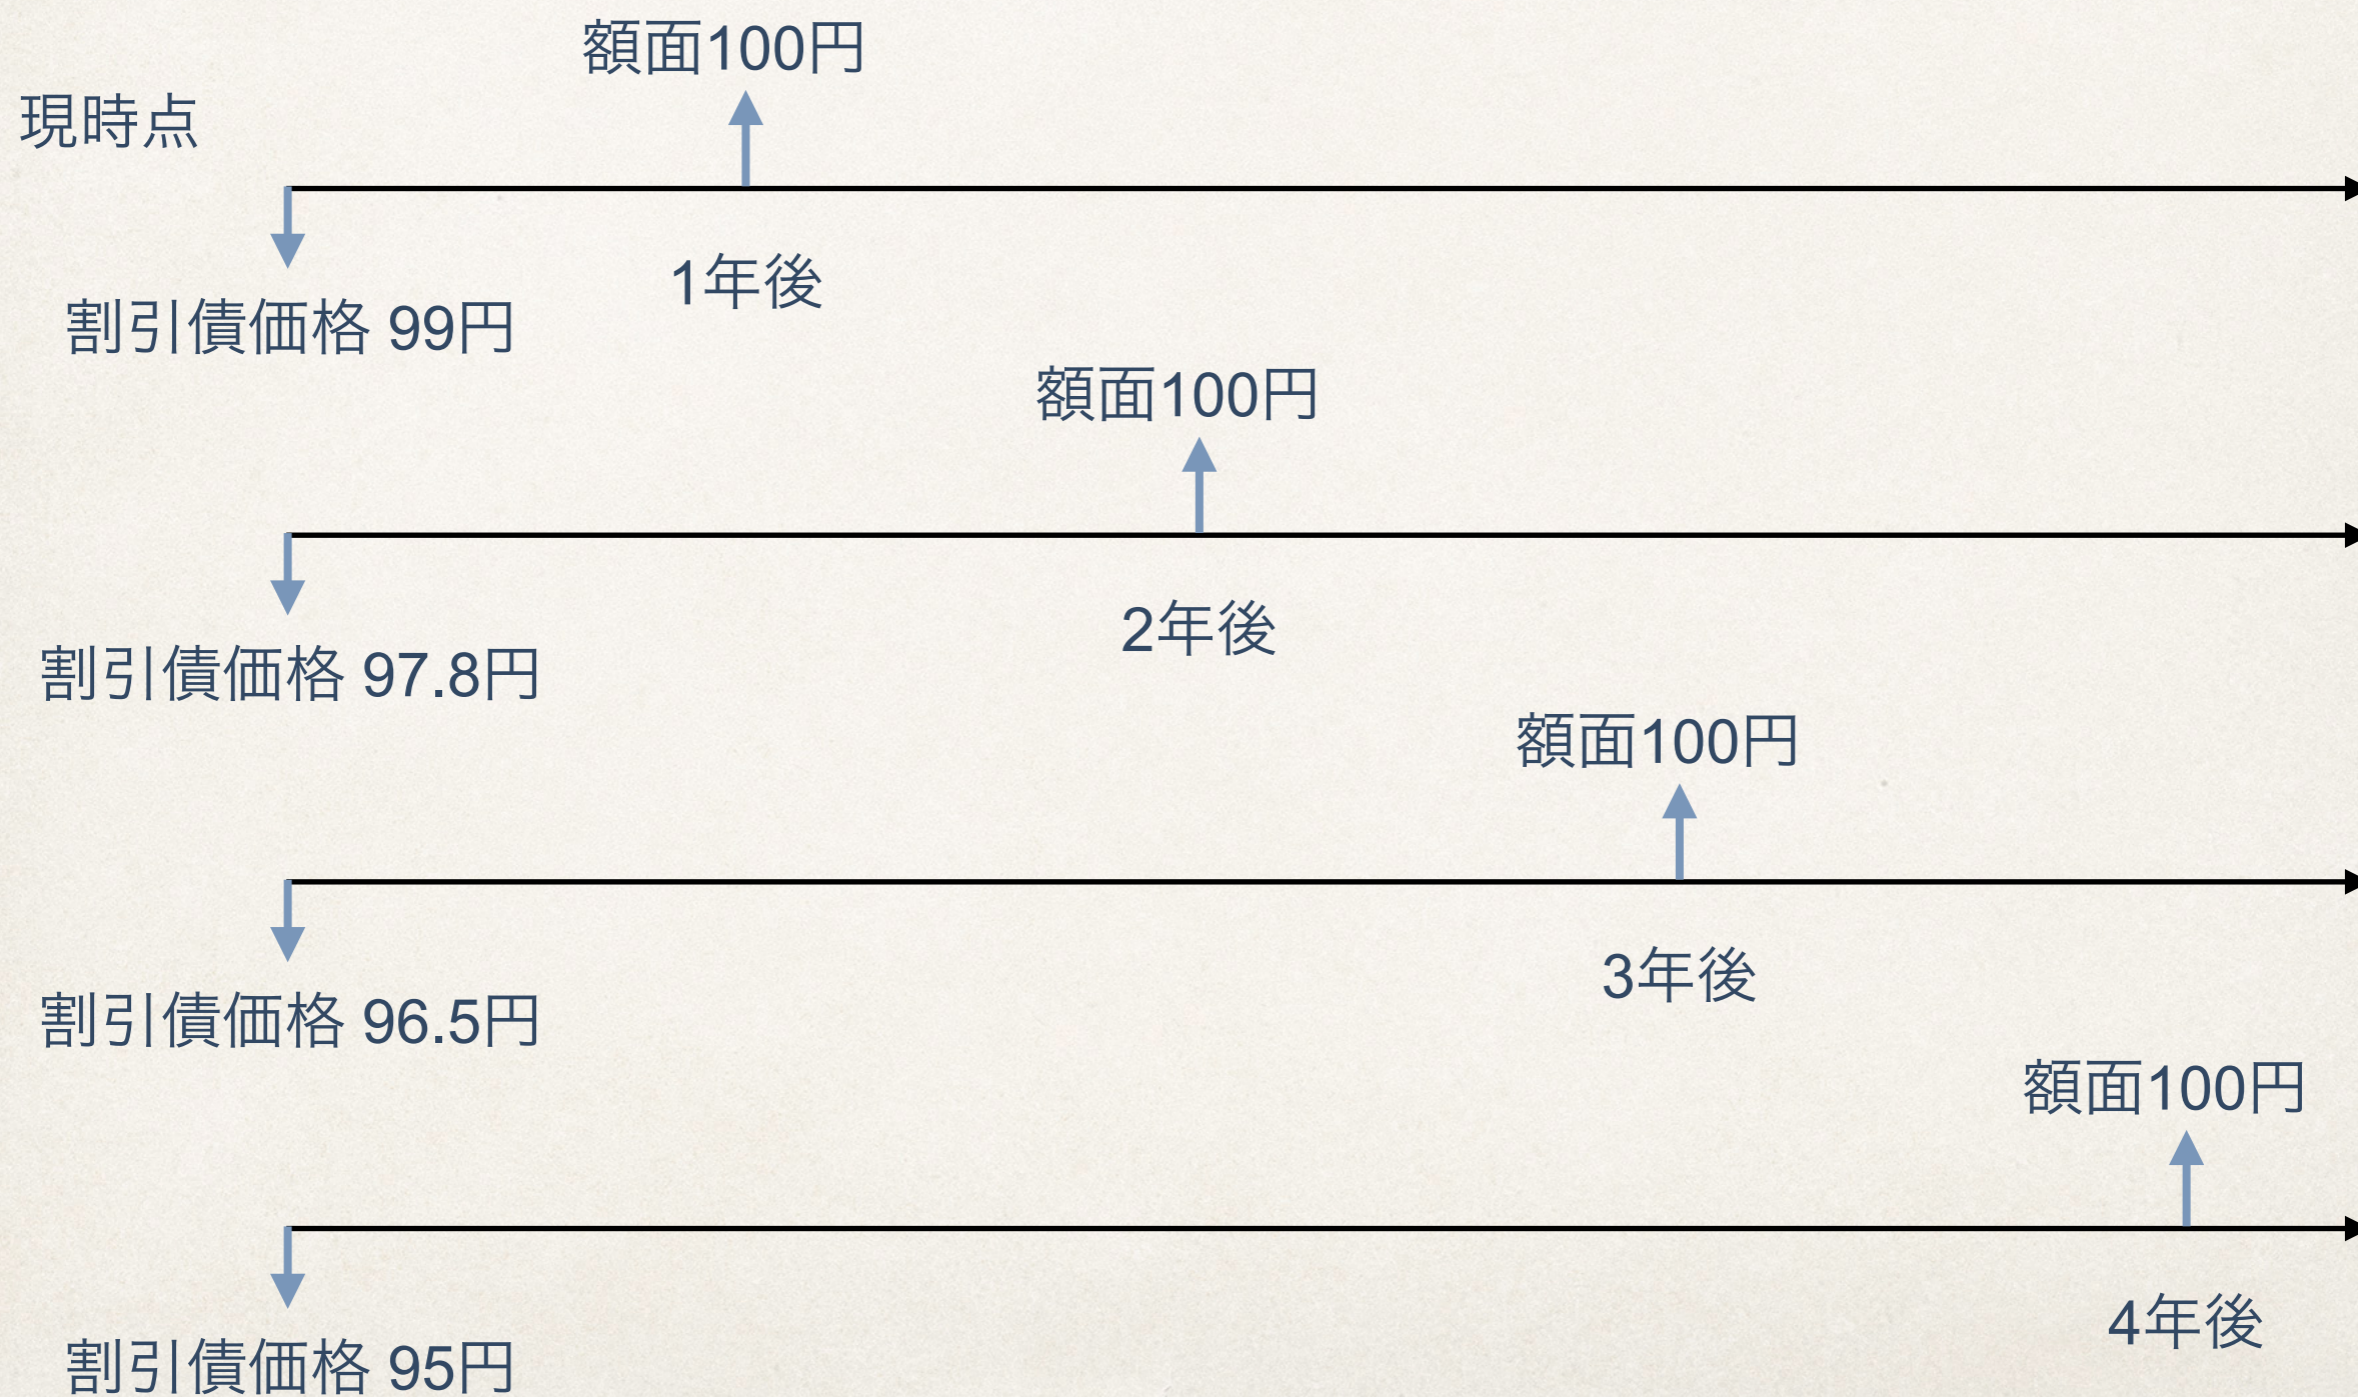 額面100円
現時点
1年後
割引債価格 99円
額面100円
2年後
割引債価格 97.8円
額面100円
3年後
割引債価格 96.5円
額面100円
4年後
割引債価格 95円